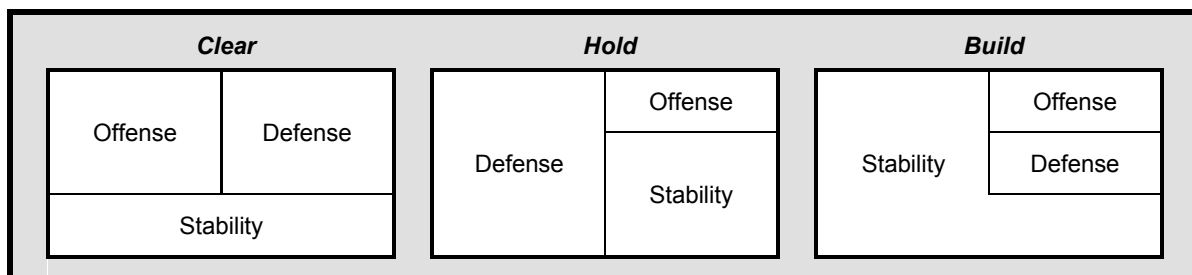 Clear
Hold
Build
Offense
Defense
Stability
Defense
Offense
Stability
Stability
Offense
Defense